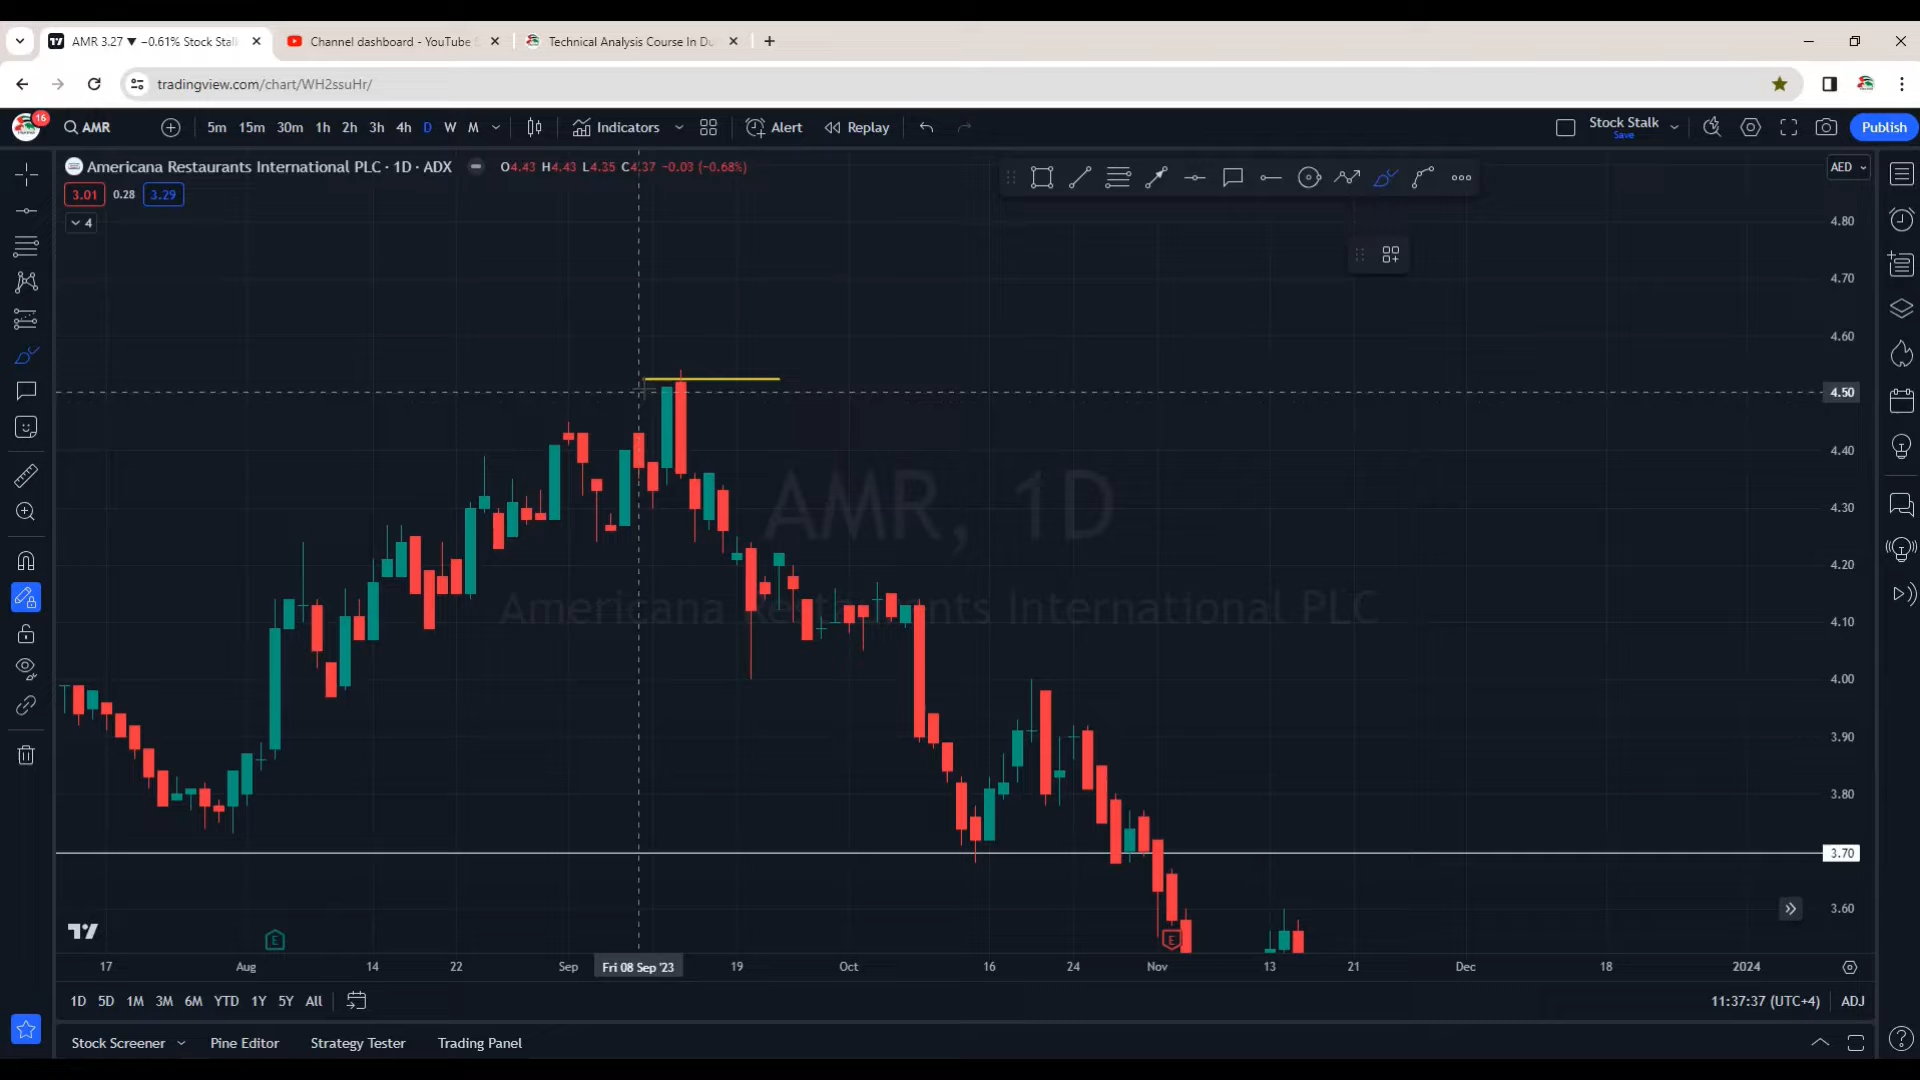 AMR 3.27 ▼ −0.61% Stock Stal
Channel dashboard - YouTube
Technical Analysis Course In Du
tradingview.com/chart/WH2ssuHr/
16
AMR
5m 15m 30m 1h 2h 3h 4h D W M
Indicators
Alert
Replay
Stock Stalk
Save
Publish
Americana Restaurants International PLC · 1D · ADX
O4.43 H4.43 L4.35 C4.37 −0.03 (−0.68%)
AED
3.01 0.28 3.29
4
4.80
4.70
4.60
4.50
4.40
4.30
4.20
4.10
4.00
3.90
3.80
3.70
3.60
AMR, 1D
Americana Restaurants International PLC
E
E
17 Aug 14 22 Sep Fri 08 Sep '23 19 Oct 16 24 Nov 13 21 Dec 18 2024
1D 5D 1M 3M 6M YTD 1Y 5Y All
11:37:37 (UTC+4) ADJ
Stock Screener Pine Editor Strategy Tester Trading Panel